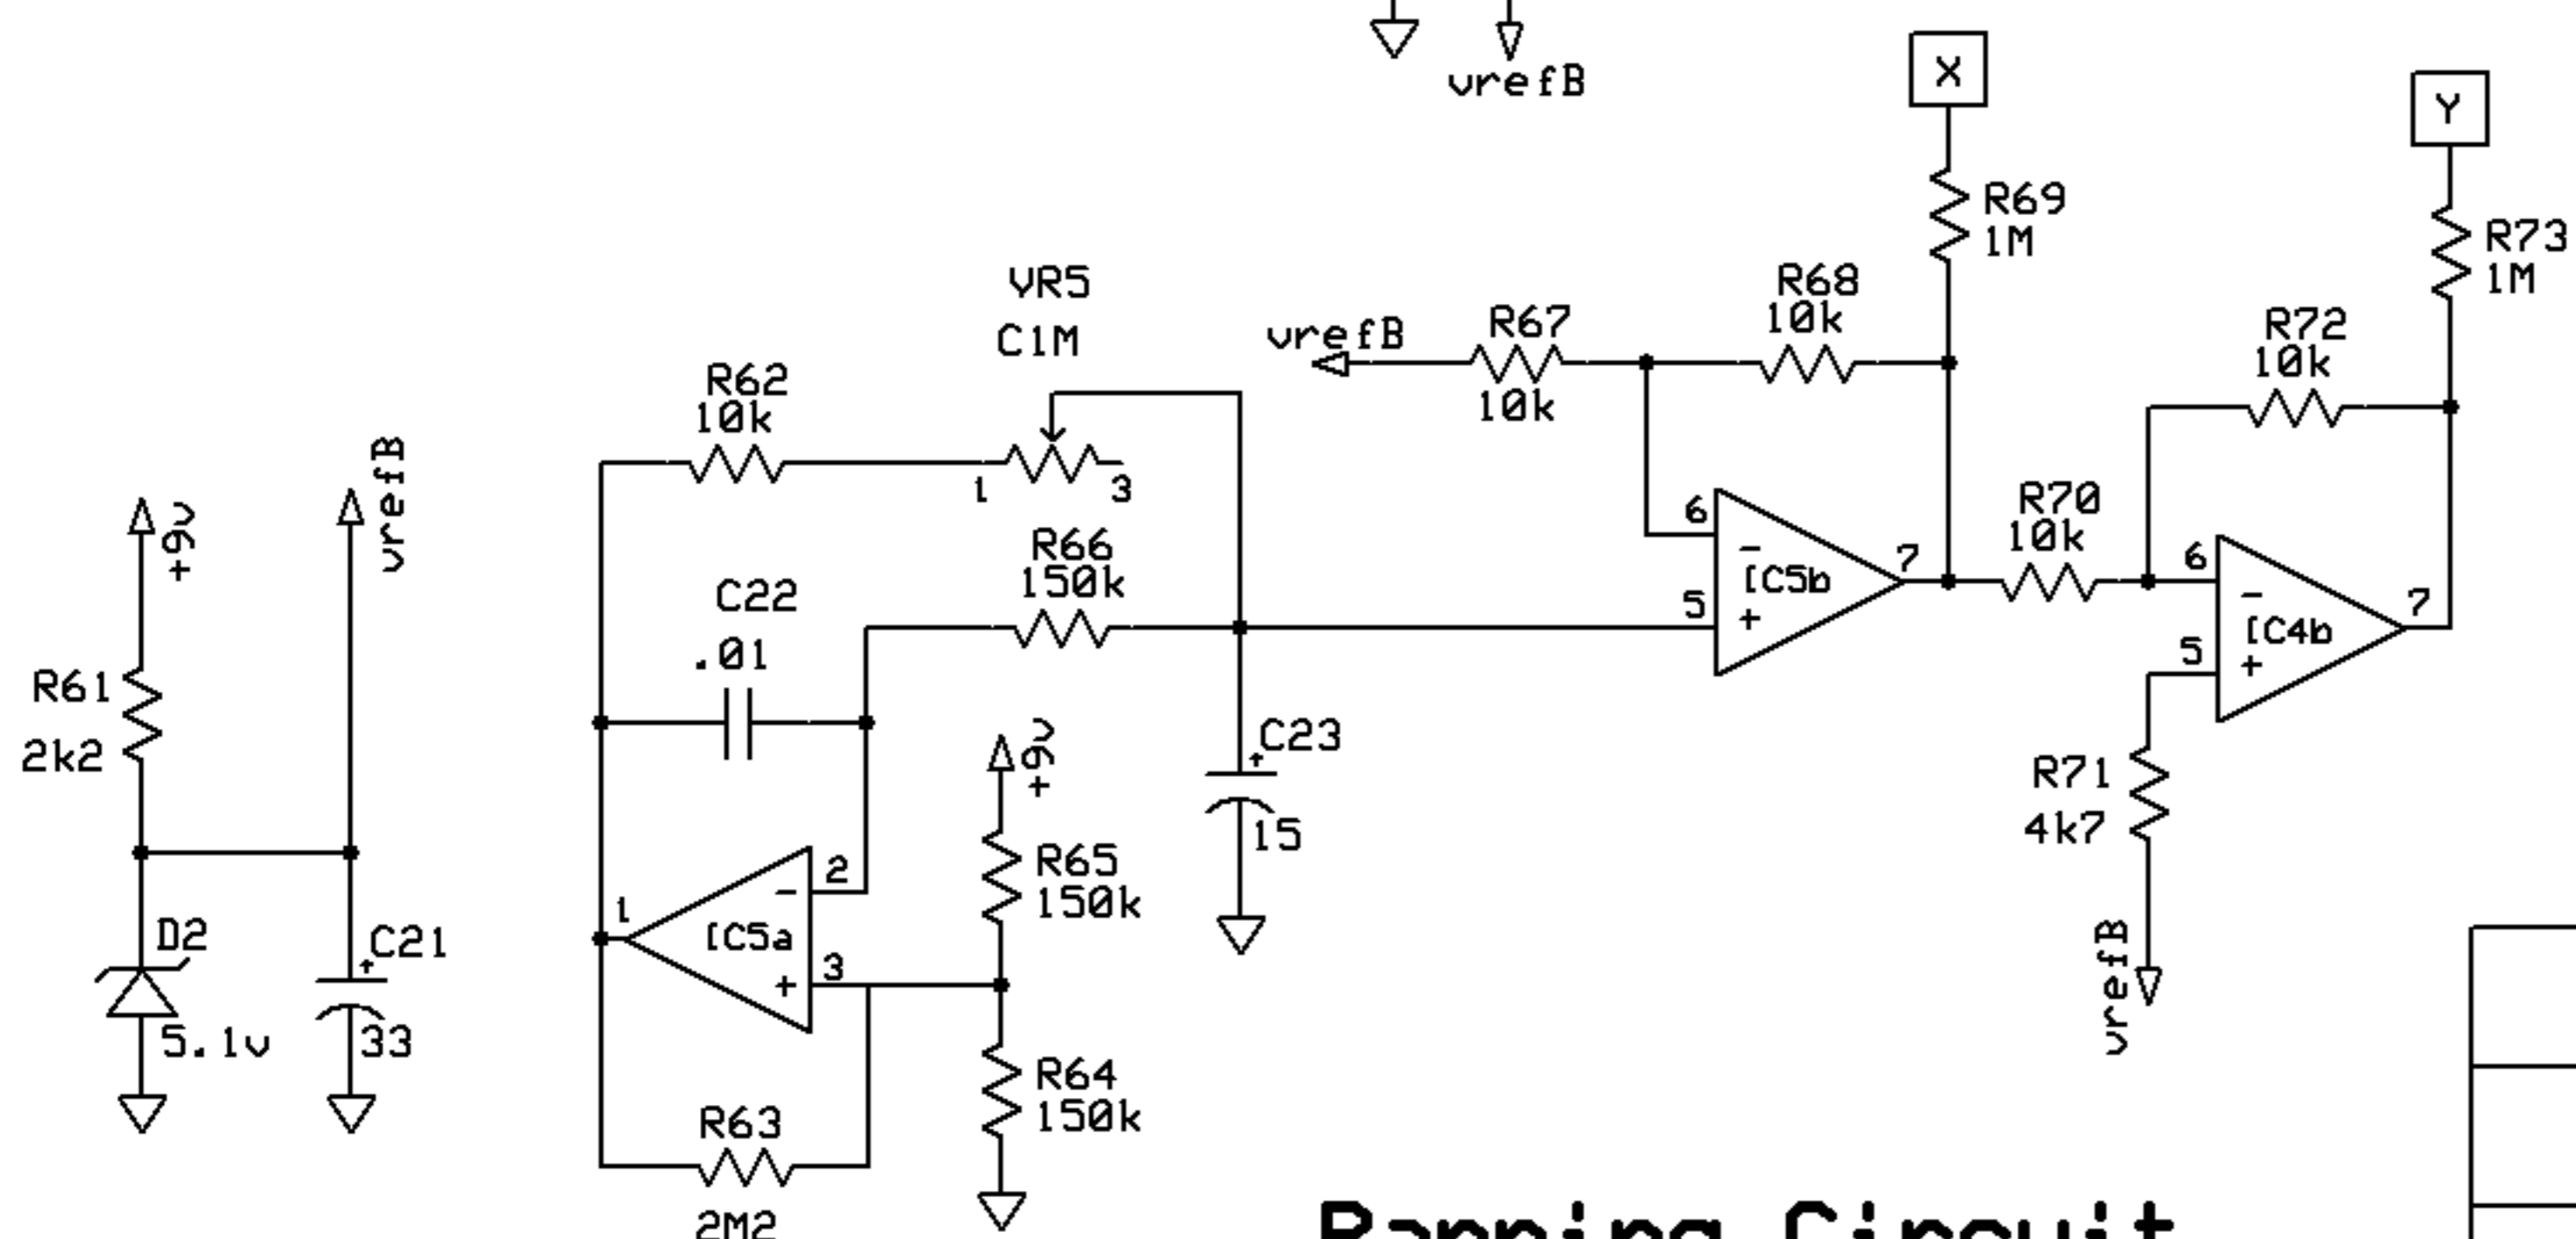 vrefB
X
Y
R69
1M
R73
1M
VR5
C1M
R68
10k
vrefB
R67
10k
R72
10k
R62
10k
1
3
vrefB
+9v
R66
150k
6
-
IC5b
5
+
7
R70
10k
6
-
IC4b
5
+
7
C22
.01
R61
2k2
+9v
C23
+
15
R71
4k7
R65
150k
2
-
1
IC5a
3
+
D2
5.1v
C21
+
33
vrefB
R64
150k
R63
2M2
Panning Circuit